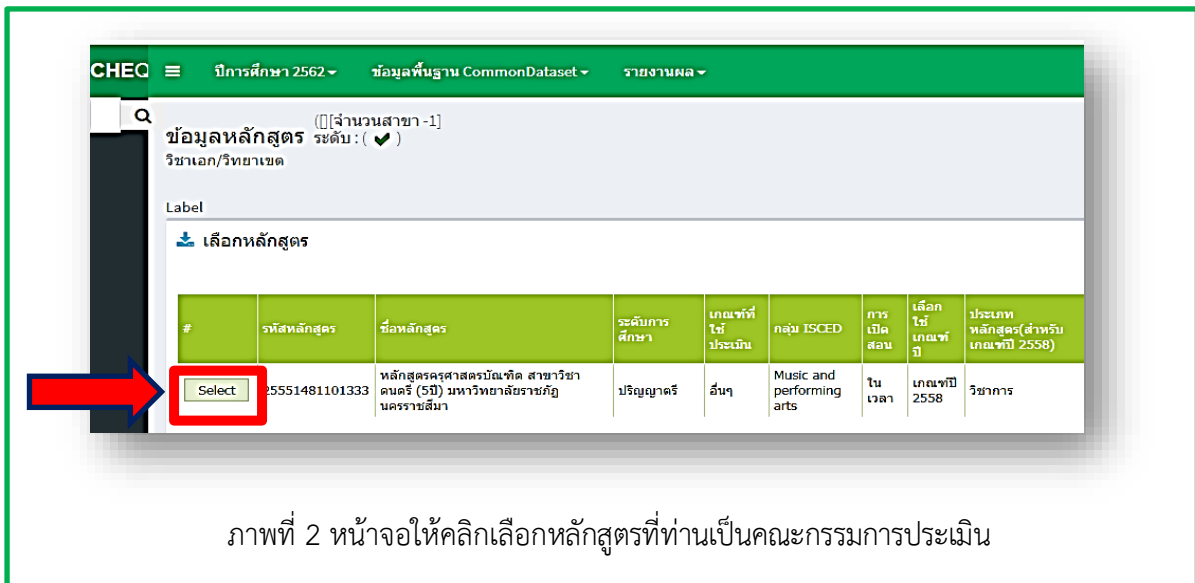 CHEQ ปีการศึกษา 2562 ข้อมูลพื้นฐาน CommonDataset รายงานผล
([][จำนวนสาขา -1]
ข้อมูลหลักสูตร ระดับ : ( ✔ )
วิชาเอก/วิทยาเขต
Label
เลือกหลักสูตร
# รหัสหลักสูตร ชื่อหลักสูตร ระดับการศึกษา เกณฑ์ที่ใช้ประเมิน กลุ่ม ISCED การเปิดสอน เลือกใช้เกณฑ์ปี ประเภทหลักสูตร(สำหรับเกณฑ์ปี 2558)
Select 25551481101333 หลักสูตรครุศาสตรบัณฑิต สาขาวิชาดนตรี (5ปี) มหาวิทยาลัยราชภัฏนครราชสีมา ปริญญาตรี อื่นๆ Music and performing arts ในเวลา เกณฑ์ปี 2558 วิชาการ
ภาพที่ 2 หน้าจอให้คลิกเลือกหลักสูตรที่ท่านเป็นคณะกรรมการประเมิน